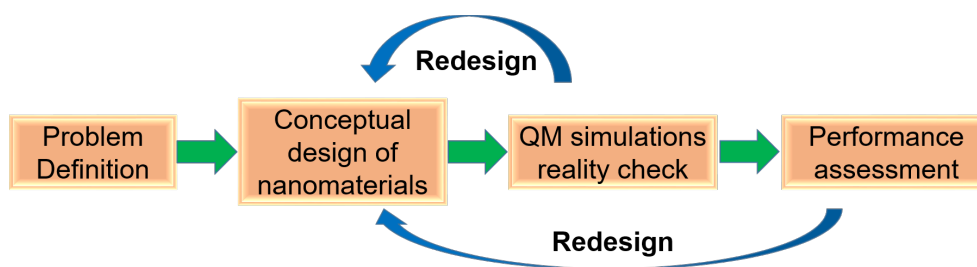 Redesign
Problem
Definition
Conceptual
design of
nanomaterials
QM simulations
reality check
Performance
assessment
Redesign